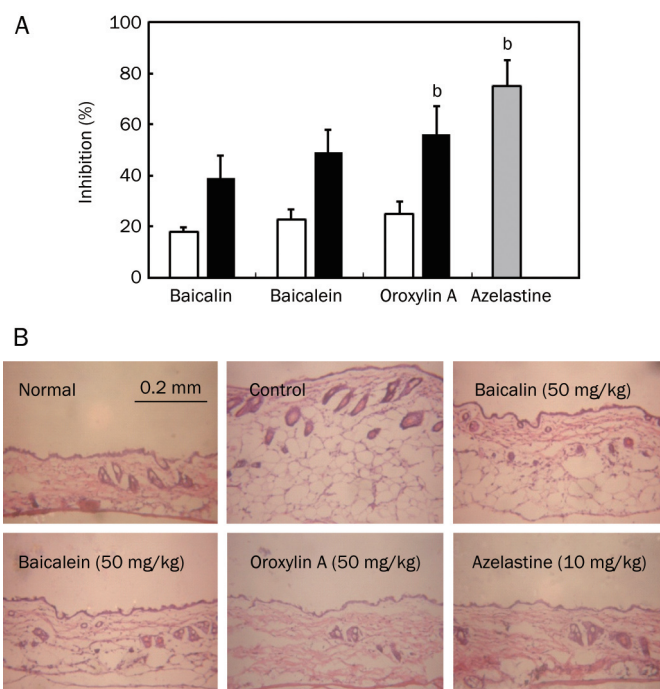 A
100
80
60
40
20
0
Inhibition (%)
b
b
Baicalin
Baicalein
Oroxylin A
Azelastine
B
Normal
0.2 mm
Control
Baicalin (50 mg/kg)
Baicalein (50 mg/kg)
Oroxylin A (50 mg/kg)
Azelastine (10 mg/kg)